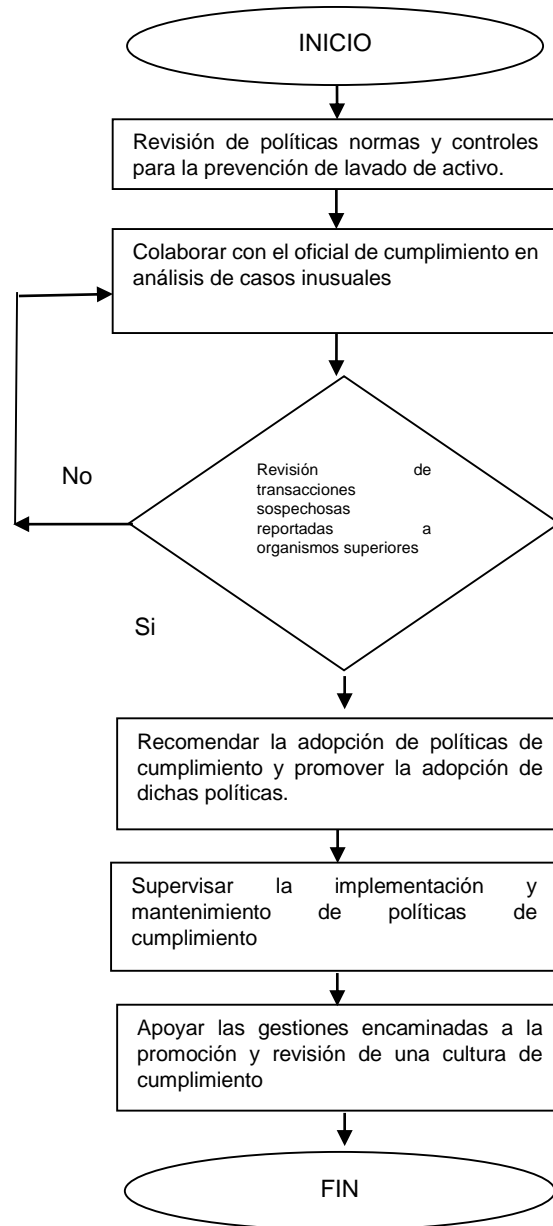 INICIO
Revisión de políticas normas y controles
para la prevención de lavado de activo.
Colaborar con el oficial de cumplimiento en
análisis de casos inusuales
Revisión de
transacciones
sospechosas
reportadas a
organismos superiores
No
Si
Recomendar la adopción de políticas de
cumplimiento y promover la adopción de
dichas políticas.
Supervisar la implementación y
mantenimiento de políticas de
cumplimiento
Apoyar las gestiones encaminadas a la
promoción y revisión de una cultura de
cumplimiento
FIN